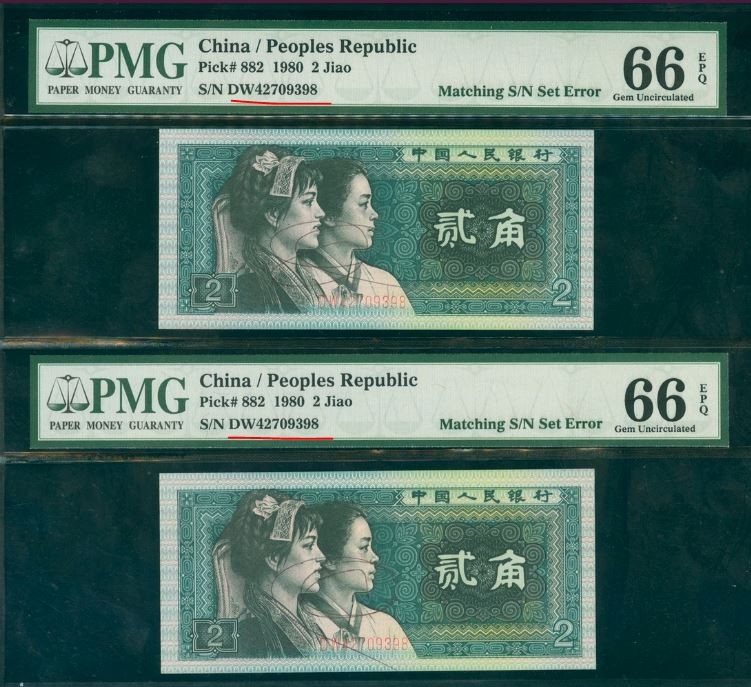 PMG
PAPER MONEY GUARANTY
China / Peoples Republic
Pick# 882 1980 2 Jiao
S/N DW42709398
Matching S/N Set Error
66 EPQ
Gem Uncirculated
中国人民银行
贰角
DW42709398
2
2
PMG
PAPER MONEY GUARANTY
China / Peoples Republic
Pick# 882 1980 2 Jiao
S/N DW42709398
Matching S/N Set Error
66 EPQ
Gem Uncirculated
中国人民银行
贰角
DW42709398
2
2